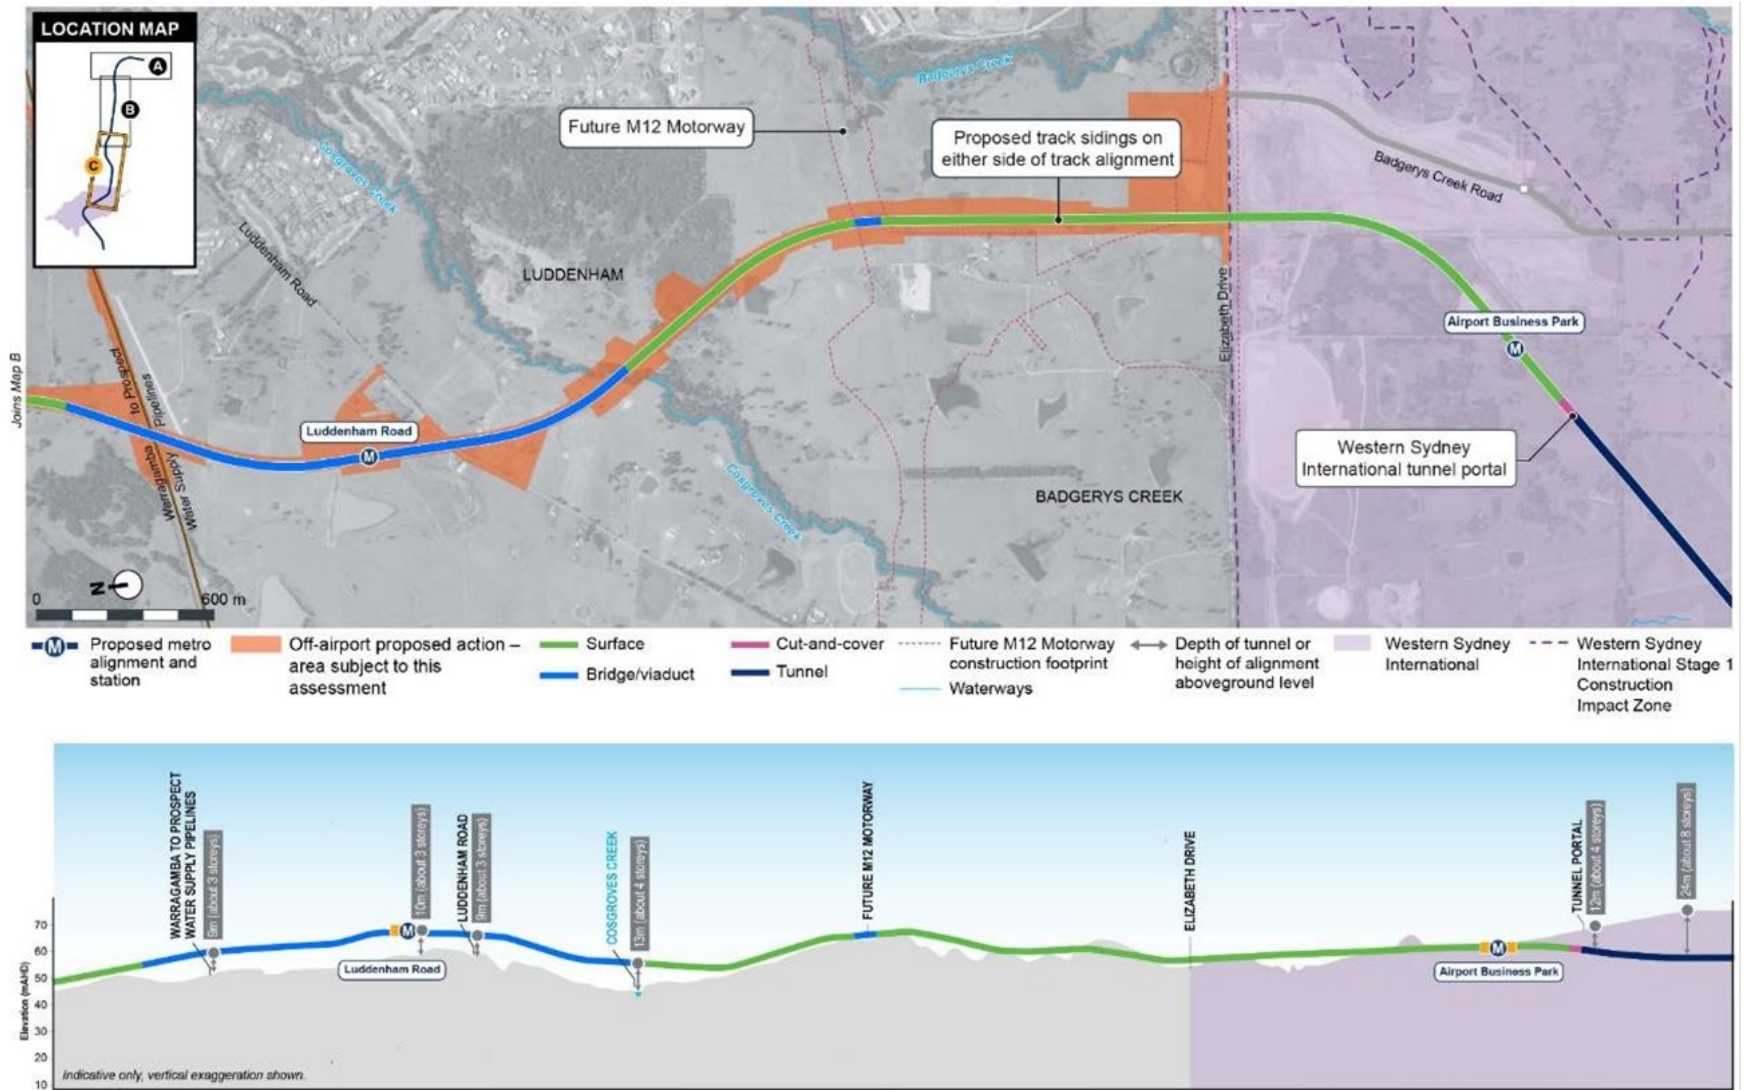 LOCATION MAP
A
B
C
Joins Map B
Cosgroves Creek
Badgerys Creek
Future M12 Motorway
Proposed track sidings on
either side of track alignment
Badgerys Creek Road
Luddenham Road
LUDDENHAM
Elizabeth Drive
Airport Business Park
M
Warragamba to Prospect
Water Supply Pipelines
Luddenham Road
M
Western Sydney
International tunnel portal
Cosgroves Creek
BADGERYS CREEK
N
0 600 m
M
Proposed metro
alignment and
station
Off-airport proposed action –
area subject to this
assessment
Surface
Bridge/viaduct
Cut-and-cover
Tunnel
Future M12 Motorway
construction footprint
Waterways
Depth of tunnel or
height of alignment
aboveground level
Western Sydney
International
Western Sydney
International Stage 1
Construction
Impact Zone
WARRAGAMBA TO PROSPECT
WATER SUPPLY PIPELINES
9m (about 3 storeys)
10m (about 3 storeys)
LUDDENHAM ROAD
9m (about 3 storeys)
COSGROVES CREEK
13m (about 4 storeys)
FUTURE M12 MOTORWAY
ELIZABETH DRIVE
TUNNEL PORTAL
12m (about 4 storeys)
24m (about 8 storeys)
M
Luddenham Road
M
Airport Business Park
Elevation (mAHD)
70
60
50
40
30
20
10
Indicative only, vertical exaggeration shown.